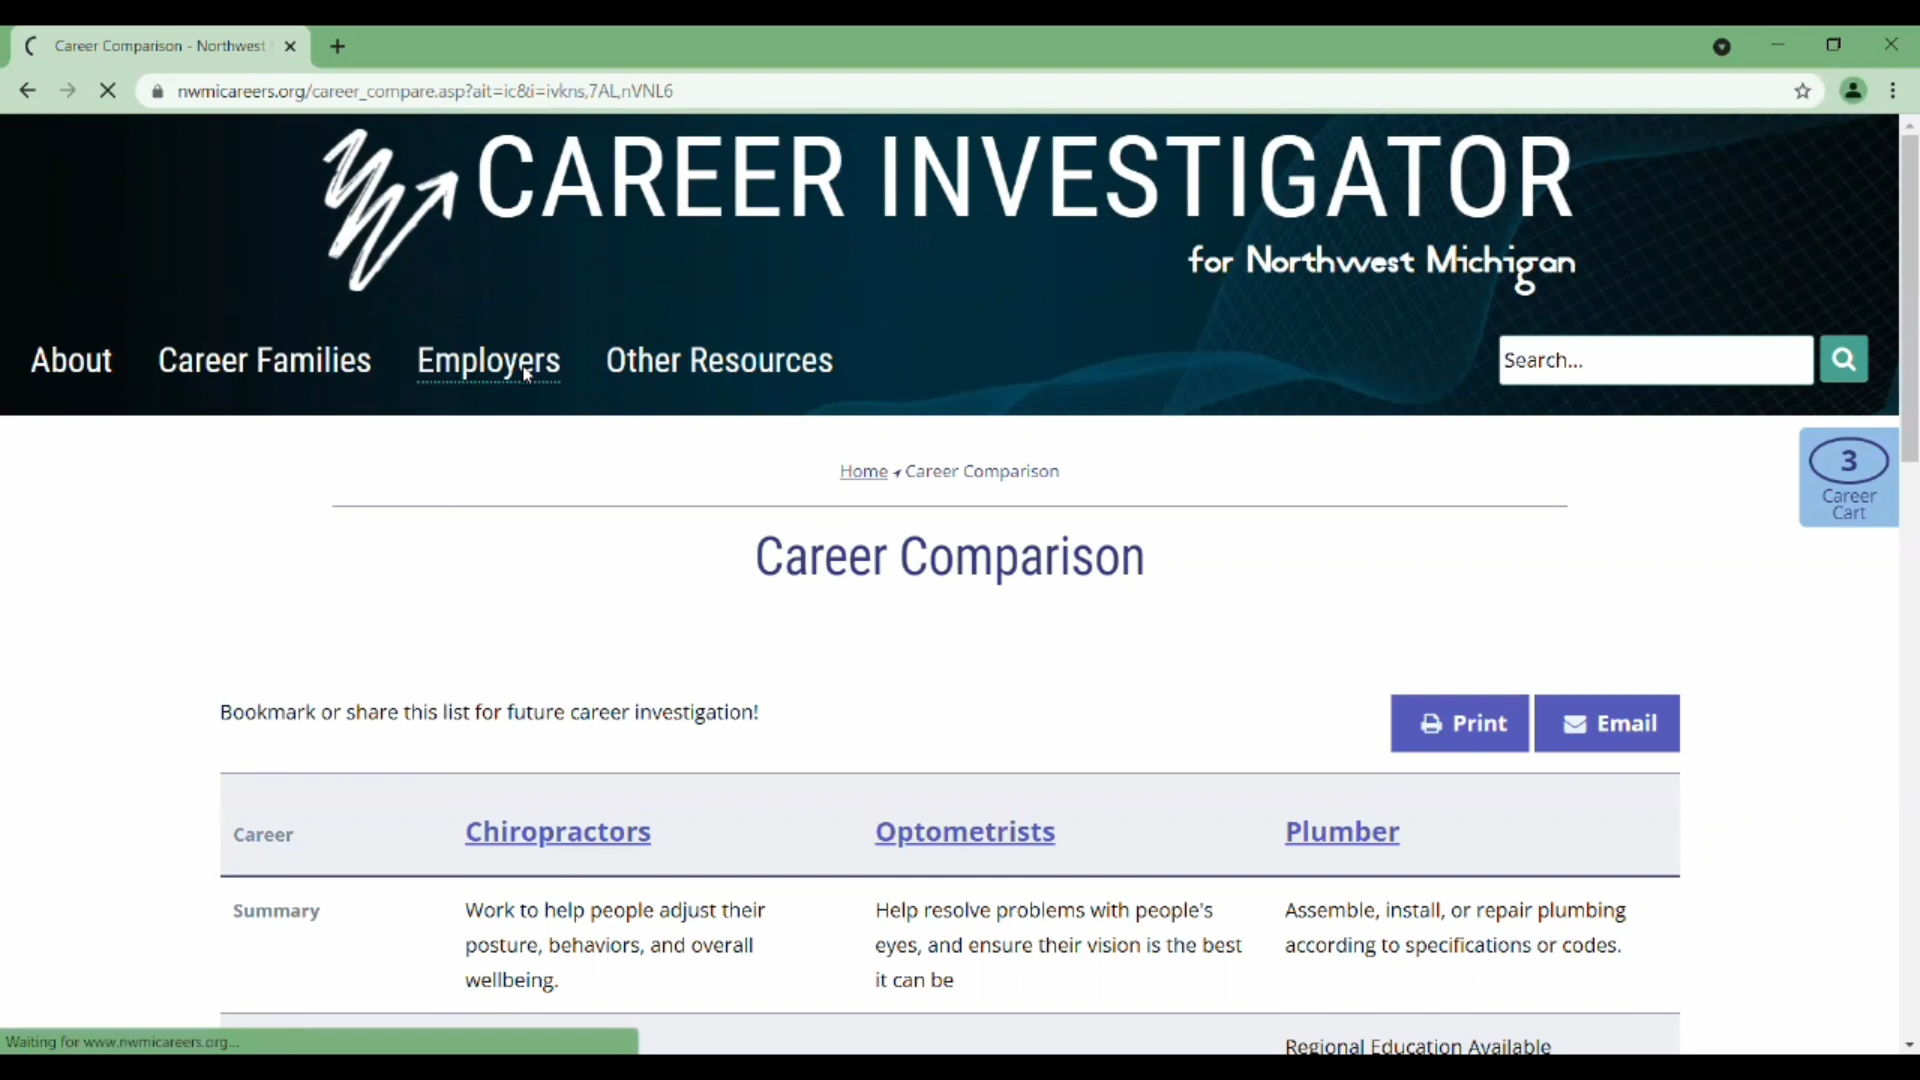 Career Comparison - Northwest
nwmicareers.org/career_compare.asp?ait=ic&i=ivkns,7AL,nVNL6
CAREER INVESTIGATOR
for Northwest Michigan
About Career Families Employers Other Resources
Search...
3
Career
Cart
Home Career Comparison
Career Comparison
Bookmark or share this list for future career investigation!
Print Email
Career Chiropractors Optometrists Plumber
Summary
Work to help people adjust their
posture, behaviors, and overall
wellbeing.
Help resolve problems with people's
eyes, and ensure their vision is the best
it can be
Assemble, install, or repair plumbing
according to specifications or codes.
Regional Education Available
Waiting for www.nwmicareers.org...